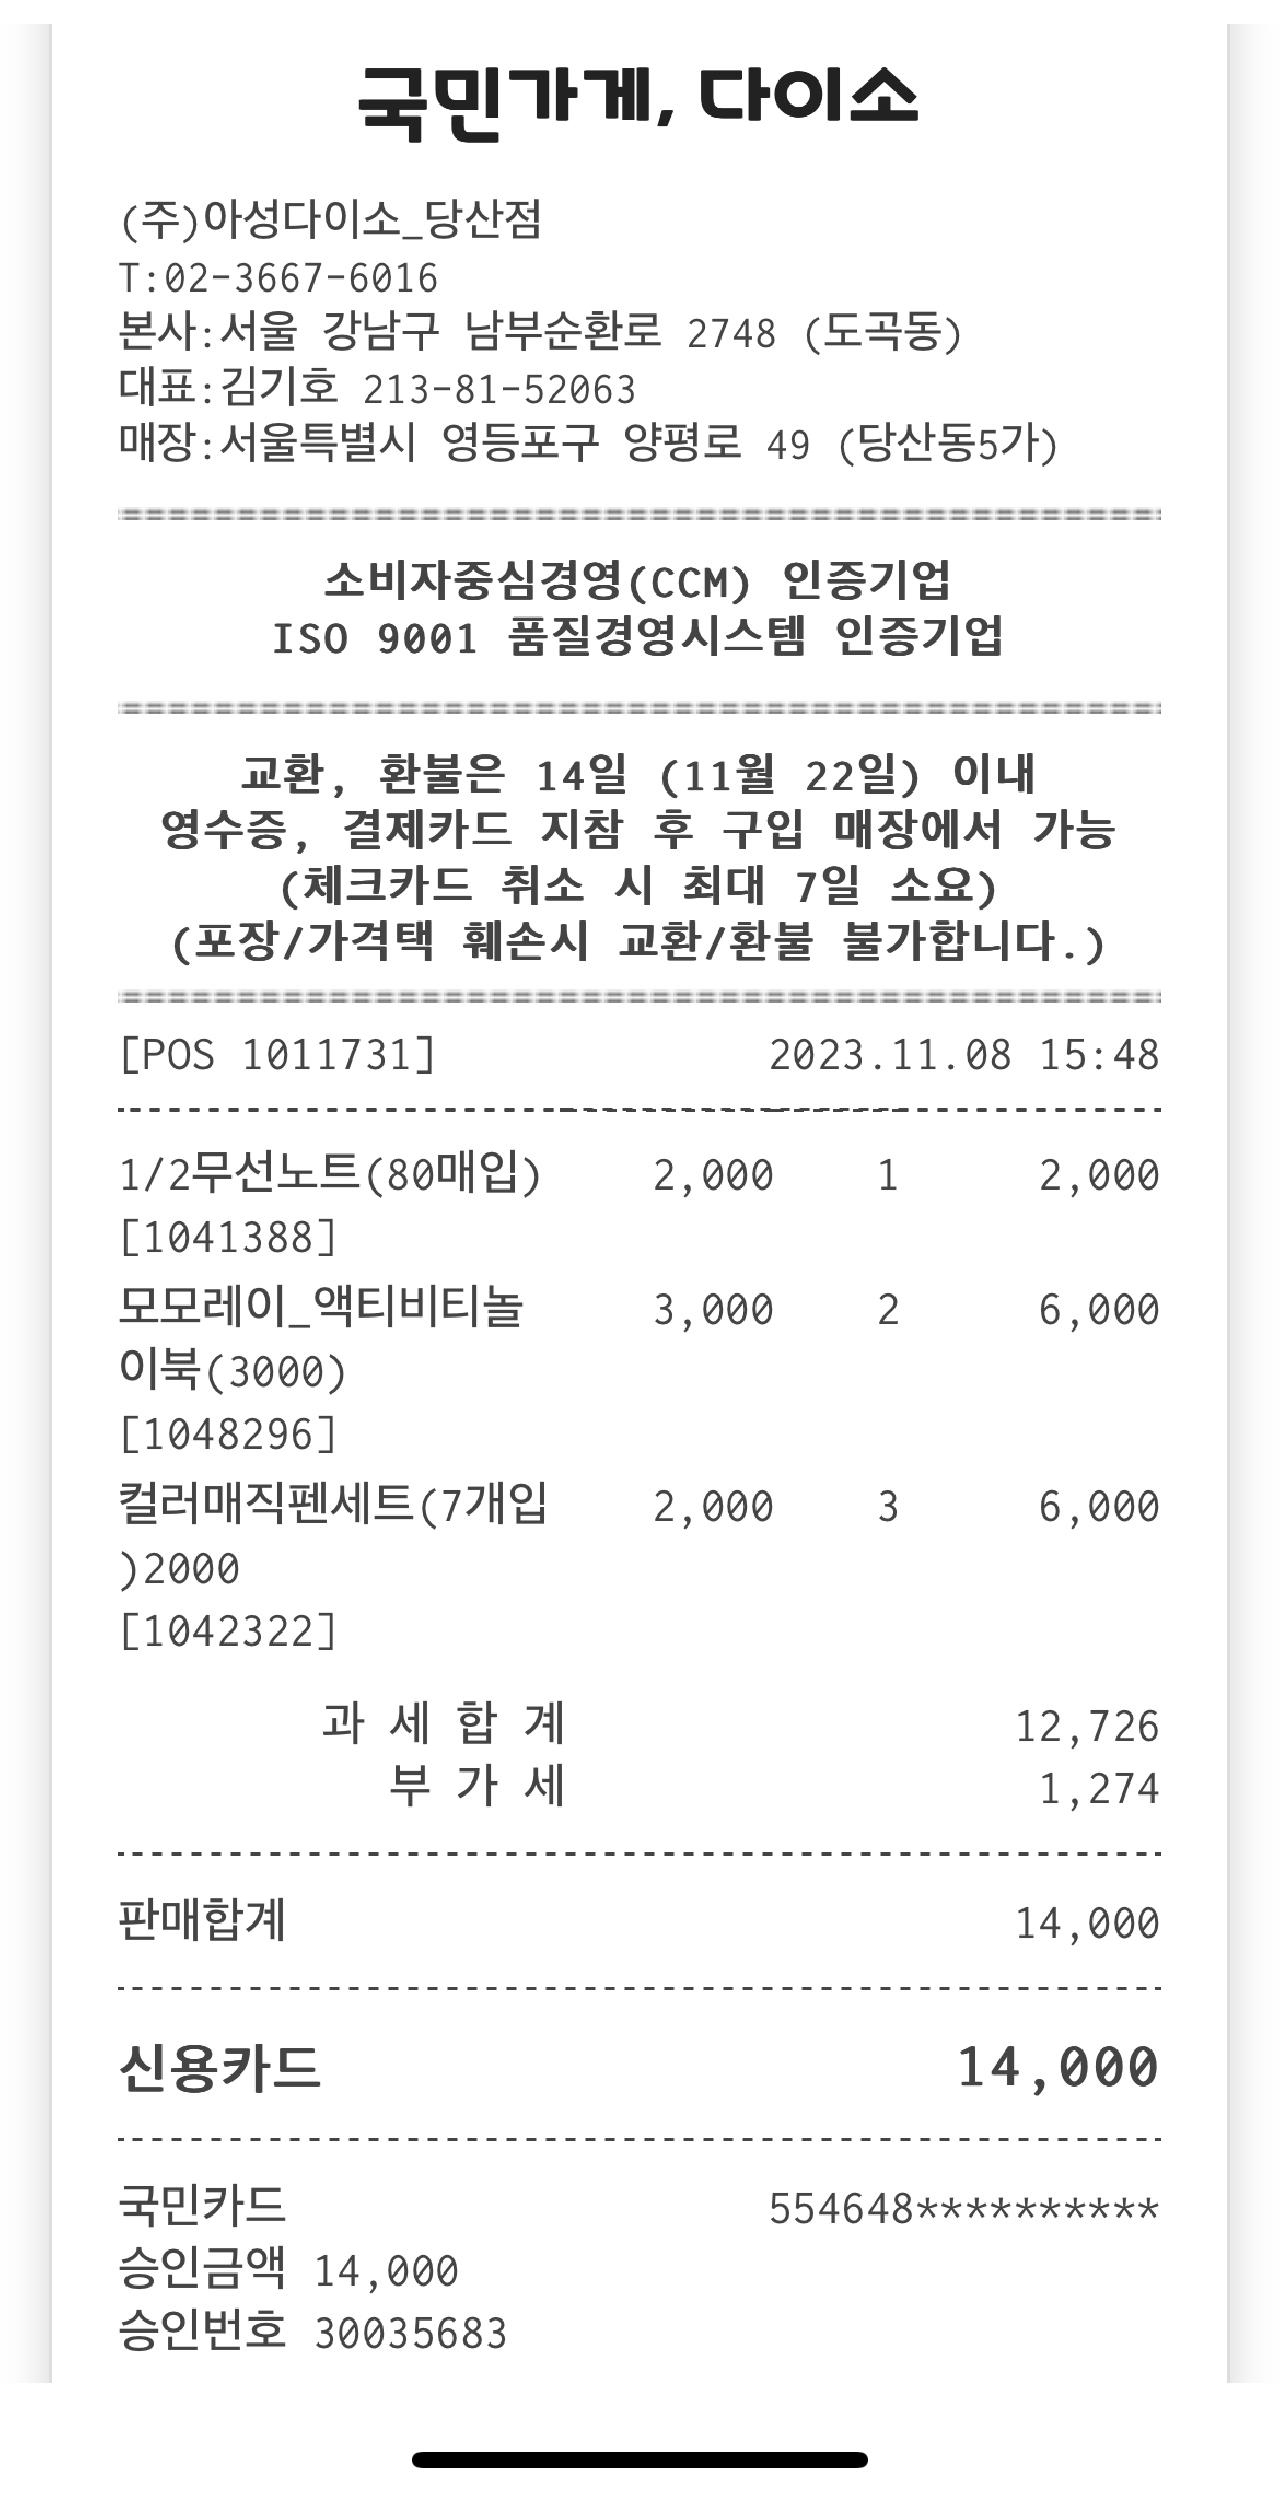 국민가게, 다이소
(주)아성다이소_당산점
T:02-3667-6016
본사:서울 강남구 남부순환로 2748 (도곡동)
대표:김기호 213-81-52063
매장:서울특별시 영등포구 양평로 49 (당산동5가)
================================================
소비자중심경영(CCM) 인증기업
ISO 9001 품질경영시스템 인증기업
================================================
교환, 환불은 14일 (11월 22일) 이내
영수증, 결제카드 지참 후 구입 매장에서 가능
(체크카드 취소 시 최대 7일 소요)
(포장/가격택 훼손시 교환/환불 불가합니다.)
================================================
[POS 1011731] 2023.11.08 15:48
1/2무선노트(80매입) 2,000 1 2,000
[1041388]
모모레이_액티비티놀 3,000 2 6,000
이북(3000)
[1048296]
컬러매직펜세트(7개입 2,000 3 6,000
)2000
[1042322]
과 세 합 계 12,726
부 가 세 1,274
판매합계 14,000
신용카드 14,000
국민카드 554648**********
승인금액 14,000
승인번호 30035683